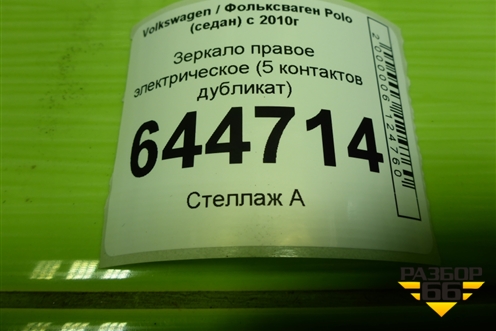 Volkswagen / Фольксваген Polo
(седан) с 2010г
Зеркало правое
электрическое (5 контактов
дубликат)
644714
Стеллаж А
2000006124760
РАЗБОР
66